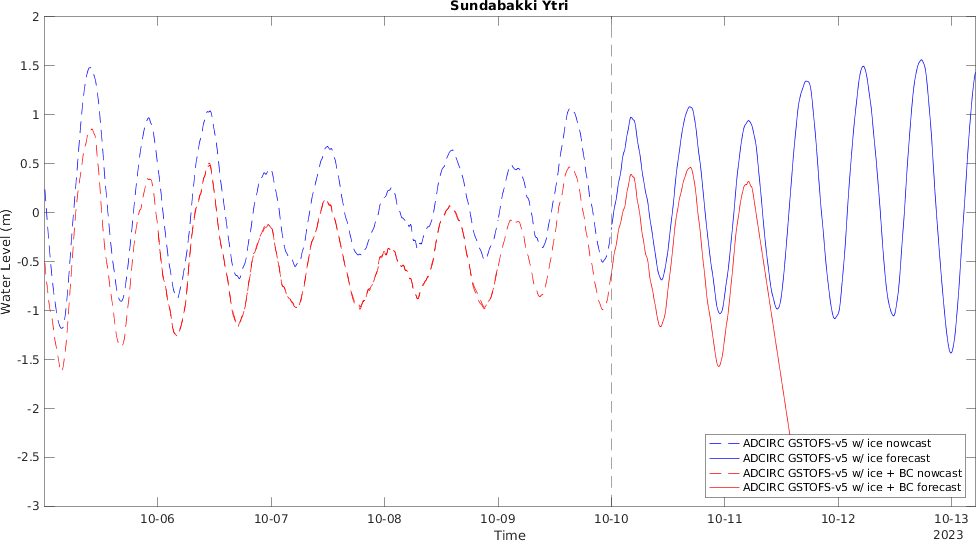 Sundabakki Ytri
2
1.5
1
0.5
0
-0.5
-1
-1.5
-2
-2.5
-3
Water Level (m)
ADCIRC GSTOFS-v5 w/ ice nowcast
ADCIRC GSTOFS-v5 w/ ice forecast
ADCIRC GSTOFS-v5 w/ ice + BC nowcast
ADCIRC GSTOFS-v5 w/ ice + BC forecast
10-06 10-07 10-08 10-09 10-10 10-11 10-12 10-13
Time 2023